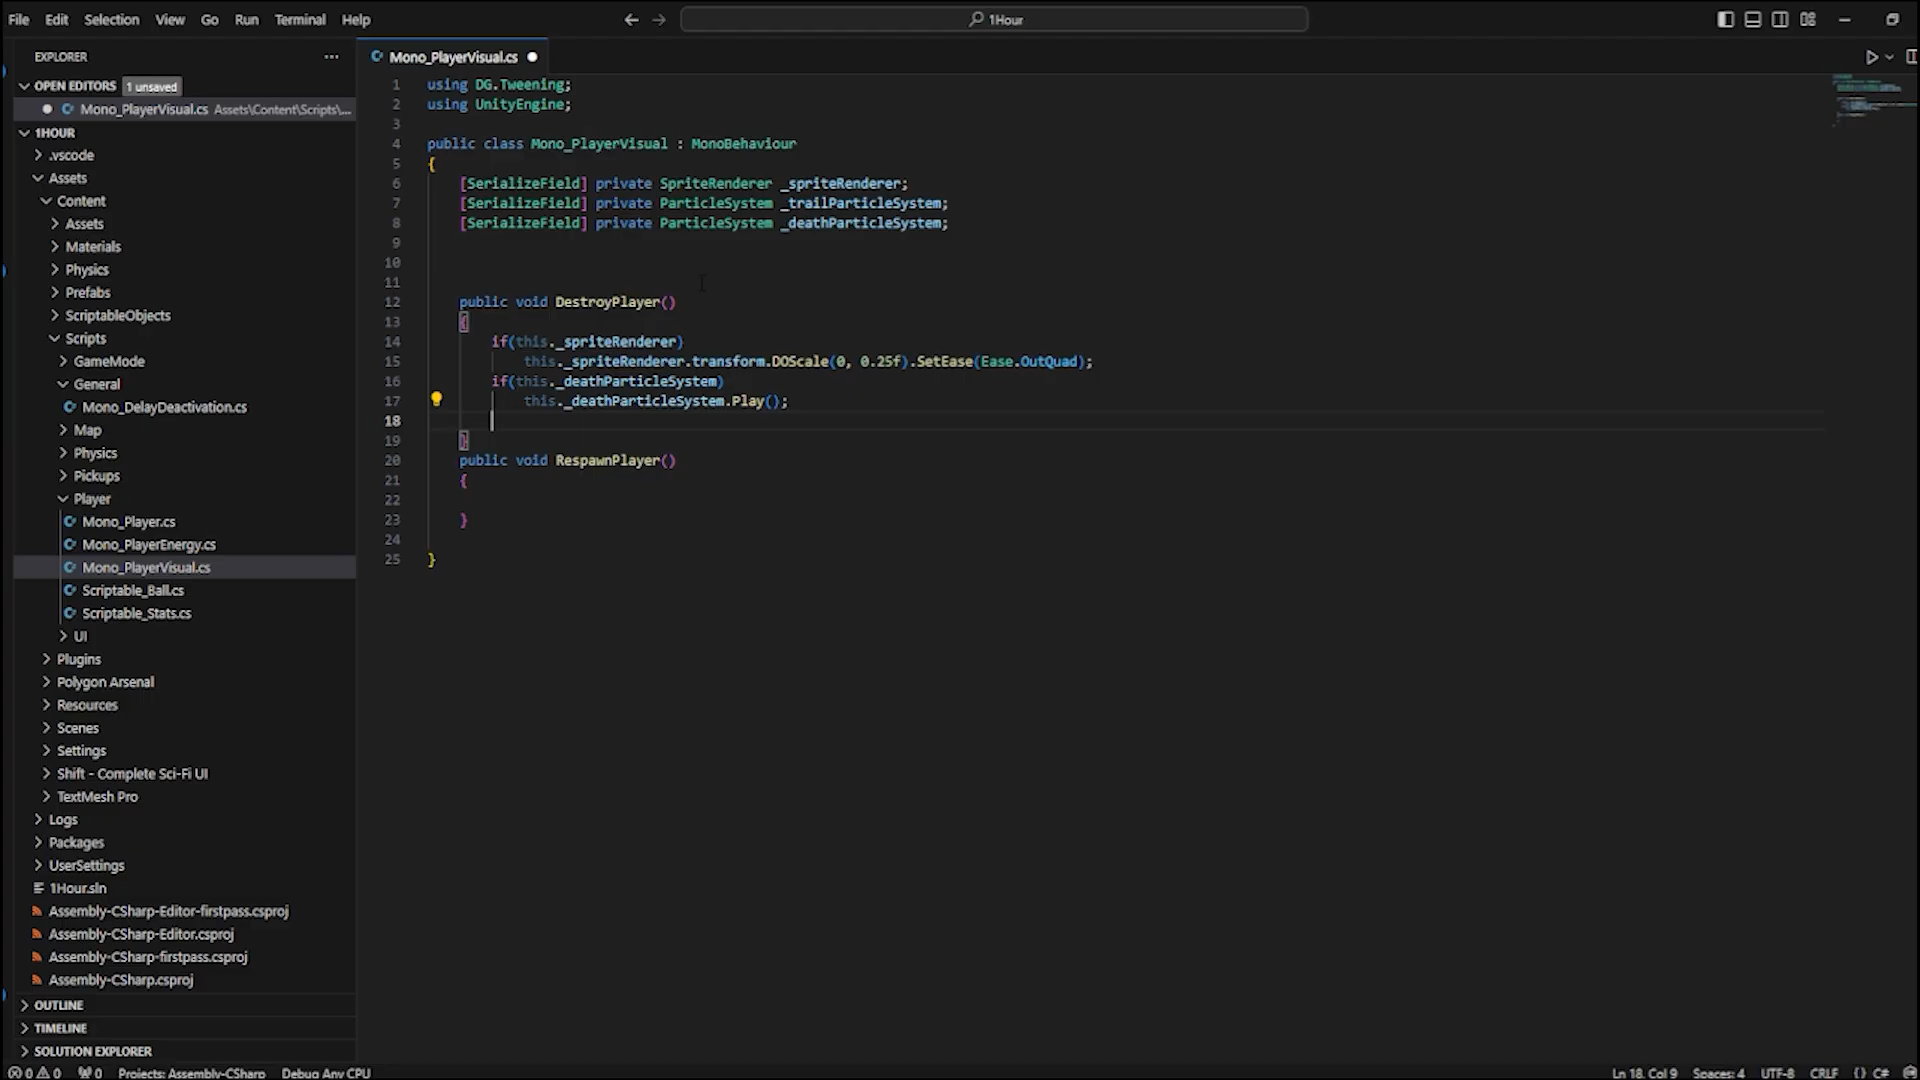 File Edit Selection View Go Run Terminal Help
1Hour
EXPLORER
OPEN EDITORS 1 unsaved
Mono_PlayerVisual.cs Assets\Content\Scripts\...
1HOUR
.vscode
Assets
Content
Assets
Materials
Physics
Prefabs
ScriptableObjects
Scripts
GameMode
General
Mono_DelayDeactivation.cs
Map
Physics
Pickups
Player
Mono_Player.cs
Mono_PlayerEnergy.cs
Mono_PlayerVisual.cs
Scriptable_Ball.cs
Scriptable_Stats.cs
UI
Plugins
Polygon Arsenal
Resources
Scenes
Settings
Shift - Complete Sci-Fi UI
TextMesh Pro
Logs
Packages
UserSettings
1Hour.sln
Assembly-CSharp-Editor-firstpass.csproj
Assembly-CSharp-Editor.csproj
Assembly-CSharp-firstpass.csproj
Assembly-CSharp.csproj
OUTLINE
TIMELINE
SOLUTION EXPLORER
Mono_PlayerVisual.cs
1 using DG.Tweening;
2 using UnityEngine;
3
4 public class Mono_PlayerVisual : MonoBehaviour
5 {
6 [SerializeField] private SpriteRenderer _spriteRenderer;
7 [SerializeField] private ParticleSystem _trailParticleSystem;
8 [SerializeField] private ParticleSystem _deathParticleSystem;
9
10
11
12 public void DestroyPlayer()
13 {
14 if(this._spriteRenderer)
15 this._spriteRenderer.transform.DOScale(0, 0.25f).SetEase(Ease.OutQuad);
16 if(this._deathParticleSystem)
17 this._deathParticleSystem.Play();
18
19 }
20 public void RespawnPlayer()
21 {
22
23 }
24
25 }
0 0 0 Projects: Assembly-CSharp Debug Any CPU
Ln 18, Col 9 Spaces: 4 UTF-8 CRLF {} C#